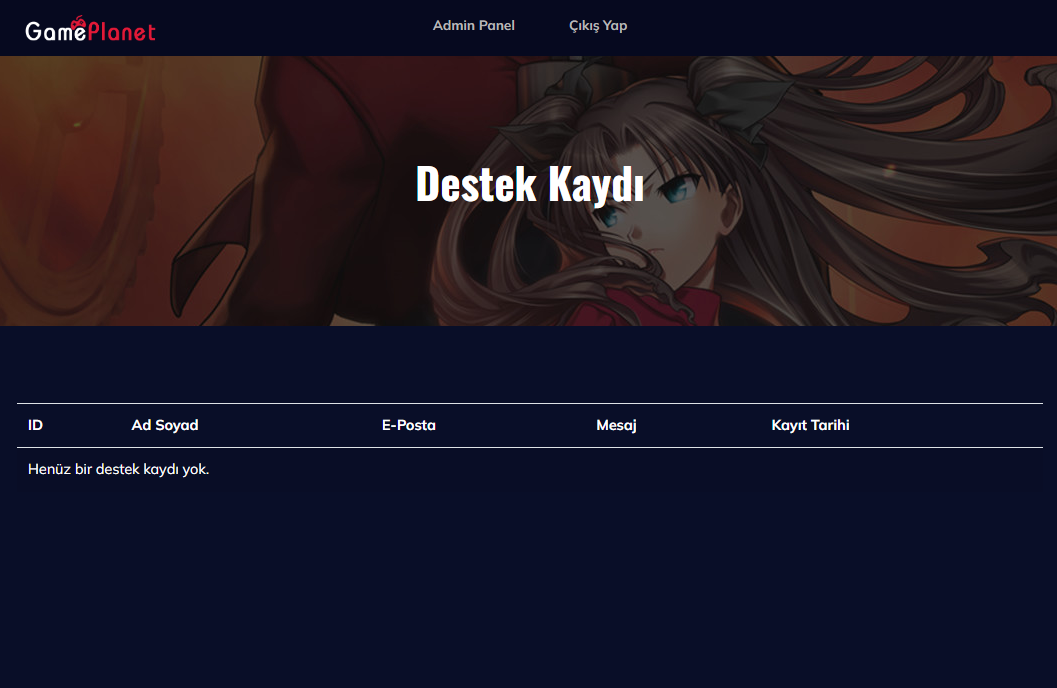 GamePlanet
Admin Panel
Çıkış Yap
Destek Kaydı
ID Ad Soyad E-Posta Mesaj Kayıt Tarihi
Henüz bir destek kaydı yok.